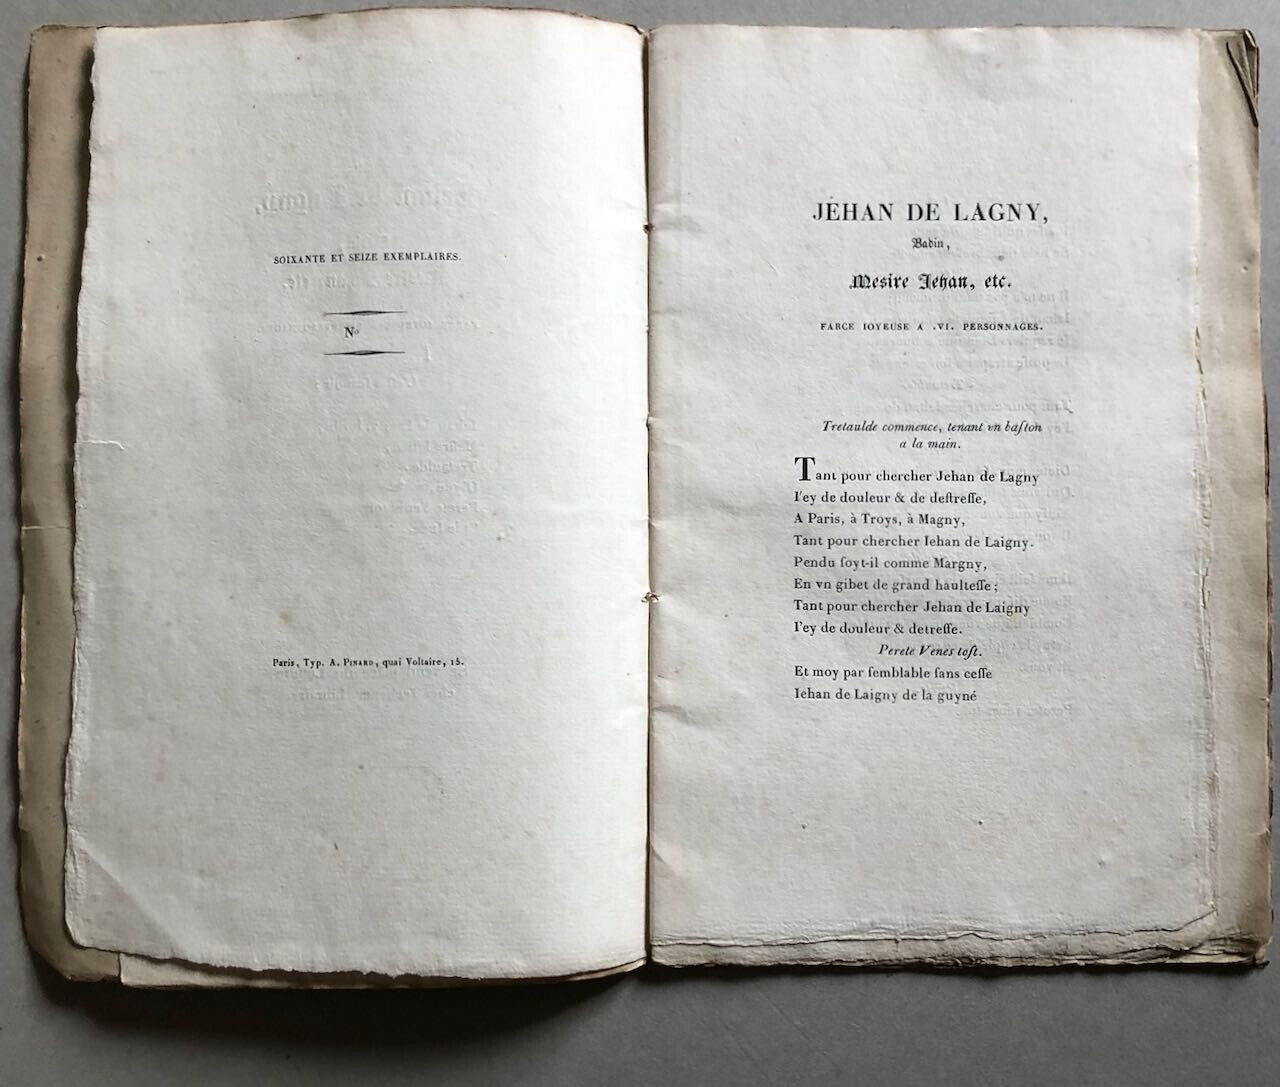 SOIXANTE ET SEIZE EXEMPLAIRES.
Nº
Paris, Typ. A. PINARD, quai Voltaire, 15.
JÉHAN DE LAGNY,
Badin,
Mesire Jehan, etc.
FARCE IOYEUSE A .VI. PERSONNAGES.
Tretaulde commence, tenant vn baſton
a la main.
Tant pour chercher Jehan de Lagny
I'ey de douleur & de deſtreſſe,
A Paris, à Troys, à Magny,
Tant pour chercher Iehan de Laigny.
Pendu ſoyt-il comme Margny,
En vn gibet de grand haulteſſe;
Tant pour chercher Jehan de Laigny
I'ey de douleur & detreſſe.
Perete Venes toſt.
Et moy par ſemblable ſans ceſſe
Iehan de Laigny de la guyné